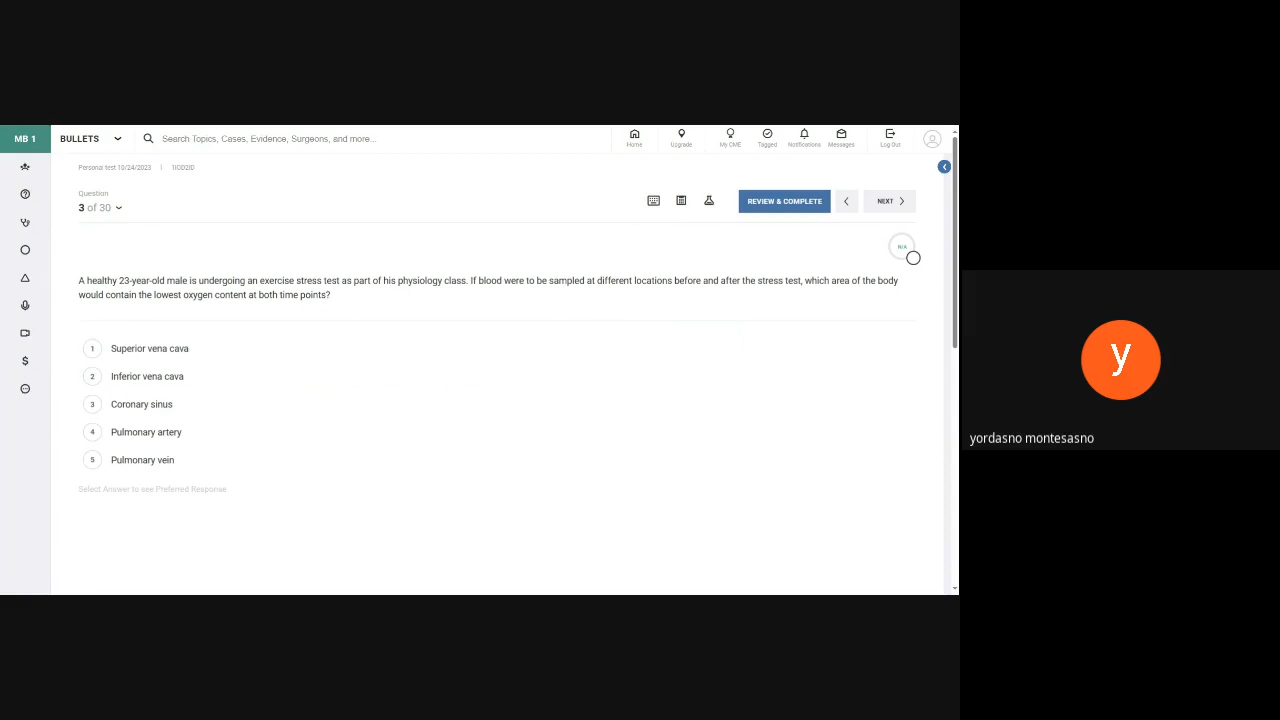 MB 1
BULLETS
Search Topics, Cases, Evidence, Surgeons, and more...
Home
Upgrade
My CME
Tagged
Notifications
Messages
Log Out
Personal test 10/24/2023 | 1IOD2ID
Question
3 of 30
REVIEW & COMPLETE
NEXT
N/A
A healthy 23-year-old male is undergoing an exercise stress test as part of his physiology class. If blood were to be sampled at different locations before and after the stress test, which area of the body
would contain the lowest oxygen content at both time points?
1 Superior vena cava
2 Inferior vena cava
3 Coronary sinus
4 Pulmonary artery
5 Pulmonary vein
Select Answer to see Preferred Response
y
yordasno montesasno